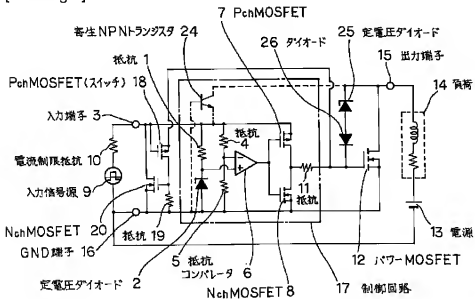 7 PchMOSFET
寄生NPNトランジスタ24
26 ダイオード
25 定電圧ダイオード
15 出力端子
抵抗 1
PchMOSFET(スイッチ)
18
14 負荷
入力端子 3
抵抗
4
電流制限抵抗
10
11
抵抗
入力信号源 9
20
NchMOSFET
GND端子 16
抵抗 19
13 電源
12 パワーMOSFET
定電圧ダイオード 2
5 抵抗
コンパレータ 6
NchMOSFET 8
17 制御回路